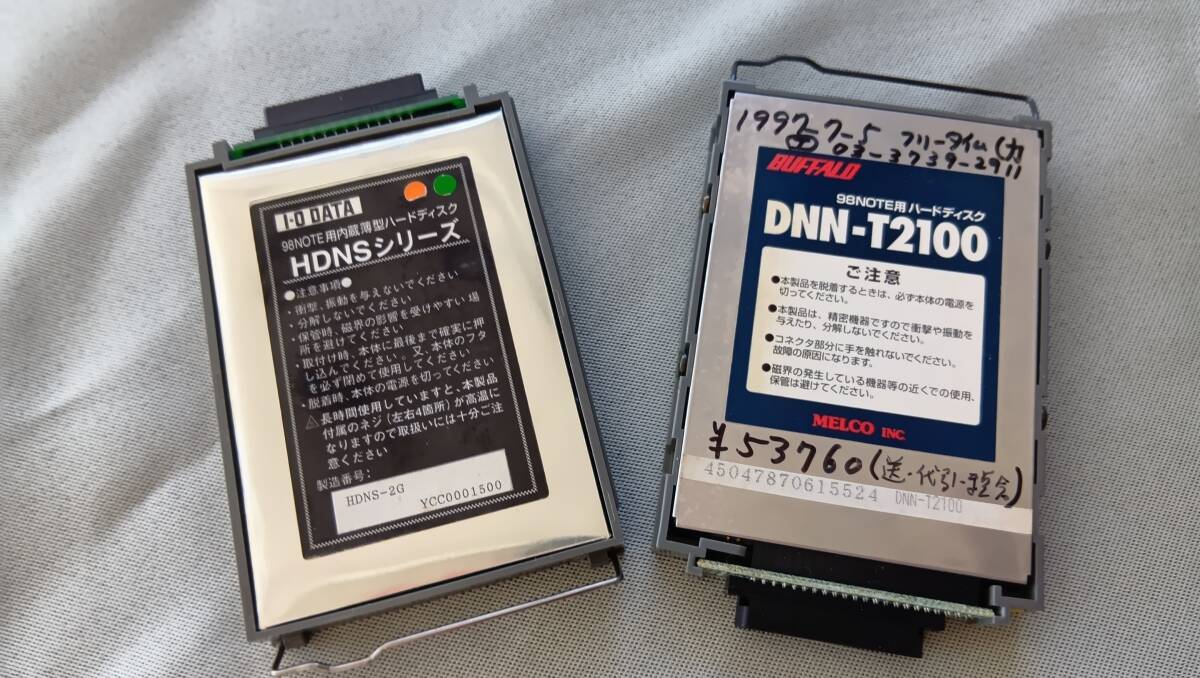 I-O DATA
98NOTE用内蔵薄型ハードディスク
HDNSシリーズ
●注意事項●
・衝撃、振動を与えないでください
・分解しないでください
・保管時、磁界の影響を受けやすい場
所を避けてください
・取付け時、本体に最後まで確実に押
し込んでください。又、本体のフタ
を必ず閉めて使用してください
・脱着時、本体の電源を切ってください
⚠長時間使用していますと、本製品
付属のネジ(左右4箇所)が高温に
なりますので取扱いには十分ご注
意ください
製造番号:
HDNS-2G
YCC0001500
1997-7-5 フリータイム(カ
03-3739-2911
BUFFALO
98NOTE用ハードディスク
DNN-T2100
ご注意
●本製品を脱着するときは、必ず本体の電源を
切ってください。
●本製品は、精密機器ですので衝撃や振動を
与えたり、分解しないでください。
●コネクタ部分に手を触れないでください。
故障の原因になります。
●磁界の発生している機器等の近くでの使用、
保管は避けてください。
MELCO INC.
¥53760(送・代引・税含)
45047870615524 DNN-T2100